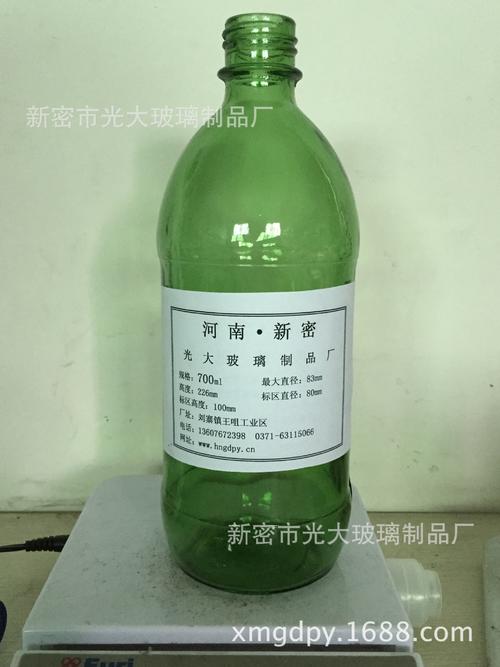 新密市光大玻璃制品厂
河南·新密
光大玻璃制品厂
规格：700ml 最大直径：83mm
高度：226mm 标区直径：80mm
标区高度：100mm
厂址：刘寨镇王咀工业区
电话：13607672398 0371-63115066
网址：www.hngdpy.cn
新密市光大玻璃制品厂
xmgdpy.1688.com